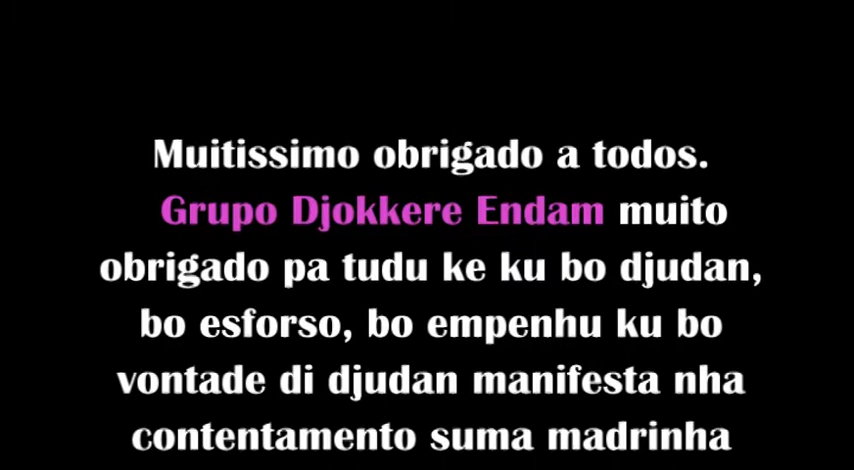 Muitissimo obrigado a todos.
Grupo Djokkere Endam muito
obrigado pa tudu ke ku bo djudan,
bo esforso, bo empenhu ku bo
vontade di djudan manifesta nha
contentamento suma madrinha